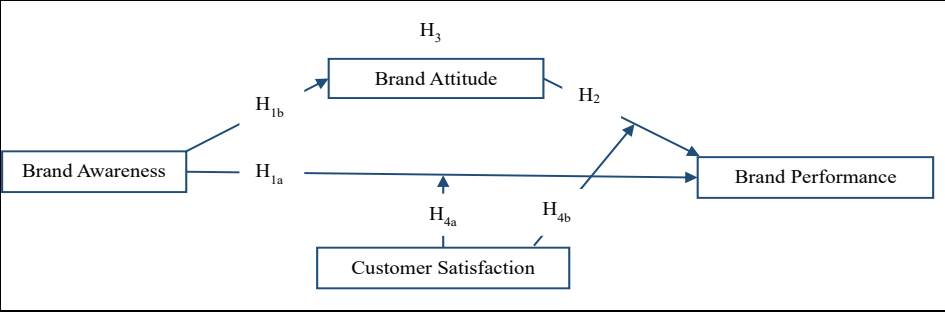 H3
Brand Attitude
H2
H1b
Brand Awareness
H1a
Brand Performance
H4a
H4b
Customer Satisfaction